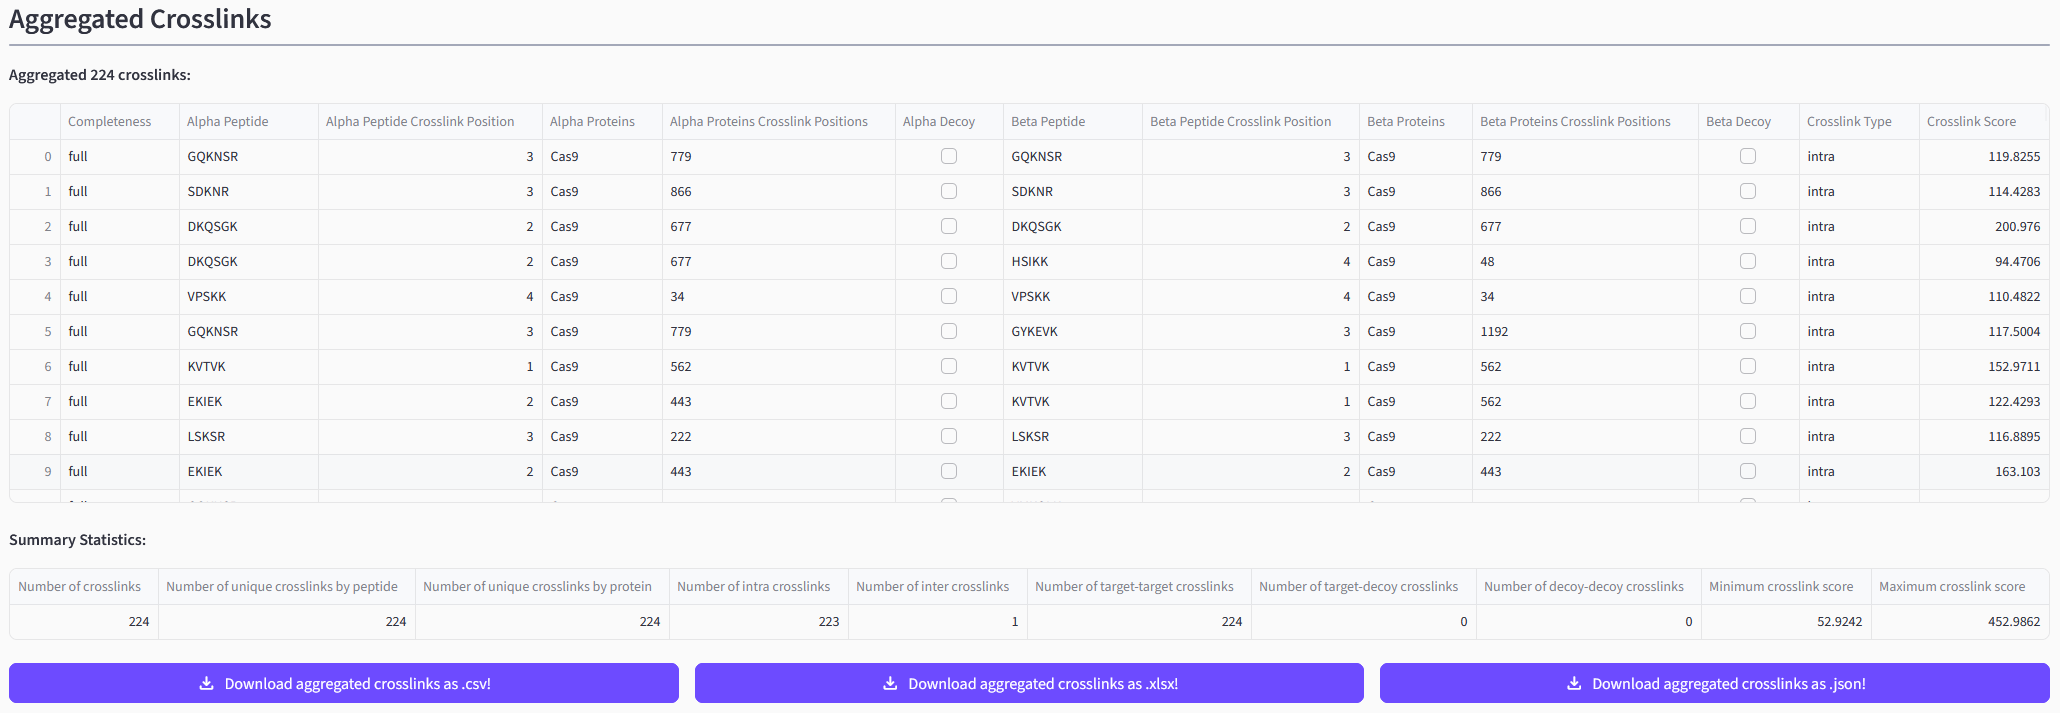 Aggregated Crosslinks
Aggregated 224 crosslinks:
Completeness Alpha Peptide Alpha Peptide Crosslink Position Alpha Proteins Alpha Proteins Crosslink Positions Alpha Decoy Beta Peptide Beta Peptide Crosslink Position Beta Proteins Beta Proteins Crosslink Positions Beta Decoy Crosslink Type Crosslink Score
0 full GQKNSR 3 Cas9 779 GQKNSR 3 Cas9 779 intra 119.8255
1 full SDKNR 3 Cas9 866 SDKNR 3 Cas9 866 intra 114.4283
2 full DKQSGK 2 Cas9 677 DKQSGK 2 Cas9 677 intra 200.976
3 full DKQSGK 2 Cas9 677 HSIKK 4 Cas9 48 intra 94.4706
4 full VPSKK 4 Cas9 34 VPSKK 4 Cas9 34 intra 110.4822
5 full GQKNSR 3 Cas9 779 GYKEVK 3 Cas9 1192 intra 117.5004
6 full KVTVK 1 Cas9 562 KVTVK 1 Cas9 562 intra 152.9711
7 full EKIEK 2 Cas9 443 KVTVK 1 Cas9 562 intra 122.4293
8 full LSKSR 3 Cas9 222 LSKSR 3 Cas9 222 intra 116.8895
9 full EKIEK 2 Cas9 443 EKIEK 2 Cas9 443 intra 163.103
Summary Statistics:
Number of crosslinks Number of unique crosslinks by peptide Number of unique crosslinks by protein Number of intra crosslinks Number of inter crosslinks Number of target-target crosslinks Number of target-decoy crosslinks Number of decoy-decoy crosslinks Minimum crosslink score Maximum crosslink score
224 224 224 223 1 224 0 0 52.9242 452.9862
Download aggregated crosslinks as .csv! Download aggregated crosslinks as .xlsx! Download aggregated crosslinks as .json!